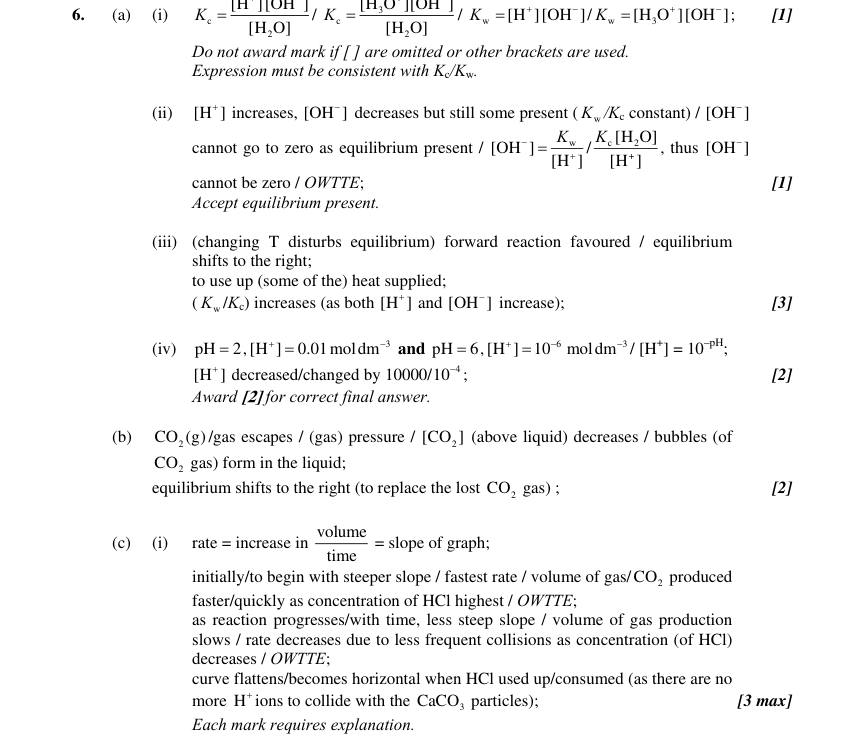 6. (a) (i) K_c = [H⁺][OH⁻] / [H₂O] / K_c = [H₃O⁺][OH⁻] / [H₂O] / K_w = [H⁺][OH⁻] / K_w = [H₃O⁺][OH⁻]; [1]
Do not award mark if [ ] are omitted or other brackets are used.
Expression must be consistent with K_c/K_w.
(ii) [H⁺] increases, [OH⁻] decreases but still some present (K_w/K_c constant) / [OH⁻]
cannot go to zero as equilibrium present / [OH⁻] = K_w/[H⁺] / K_c[H₂O]/[H⁺], thus [OH⁻]
cannot be zero / OWTTE; [1]
Accept equilibrium present.
(iii) (changing T disturbs equilibrium) forward reaction favoured / equilibrium
shifts to the right;
to use up (some of the) heat supplied;
(K_w/K_c) increases (as both [H⁺] and [OH⁻] increase); [3]
(iv) pH = 2, [H⁺] = 0.01 mol dm⁻³ and pH = 6, [H⁺] = 10⁻⁶ mol dm⁻³ / [H⁺] = 10⁻ᵖᴴ;
[H⁺] decreased/changed by 10000/10⁻⁴; [2]
Award [2] for correct final answer.
(b) CO₂(g)/gas escapes / (gas) pressure / [CO₂] (above liquid) decreases / bubbles (of
CO₂ gas) form in the liquid;
equilibrium shifts to the right (to replace the lost CO₂ gas) ; [2]
(c) (i) rate = increase in volume/time = slope of graph;
initially/to begin with steeper slope / fastest rate / volume of gas/CO₂ produced
faster/quickly as concentration of HCl highest / OWTTE;
as reaction progresses/with time, less steep slope / volume of gas production
slows / rate decreases due to less frequent collisions as concentration (of HCl)
decreases / OWTTE;
curve flattens/becomes horizontal when HCl used up/consumed (as there are no
more H⁺ ions to collide with the CaCO₃ particles); [3 max]
Each mark requires explanation.